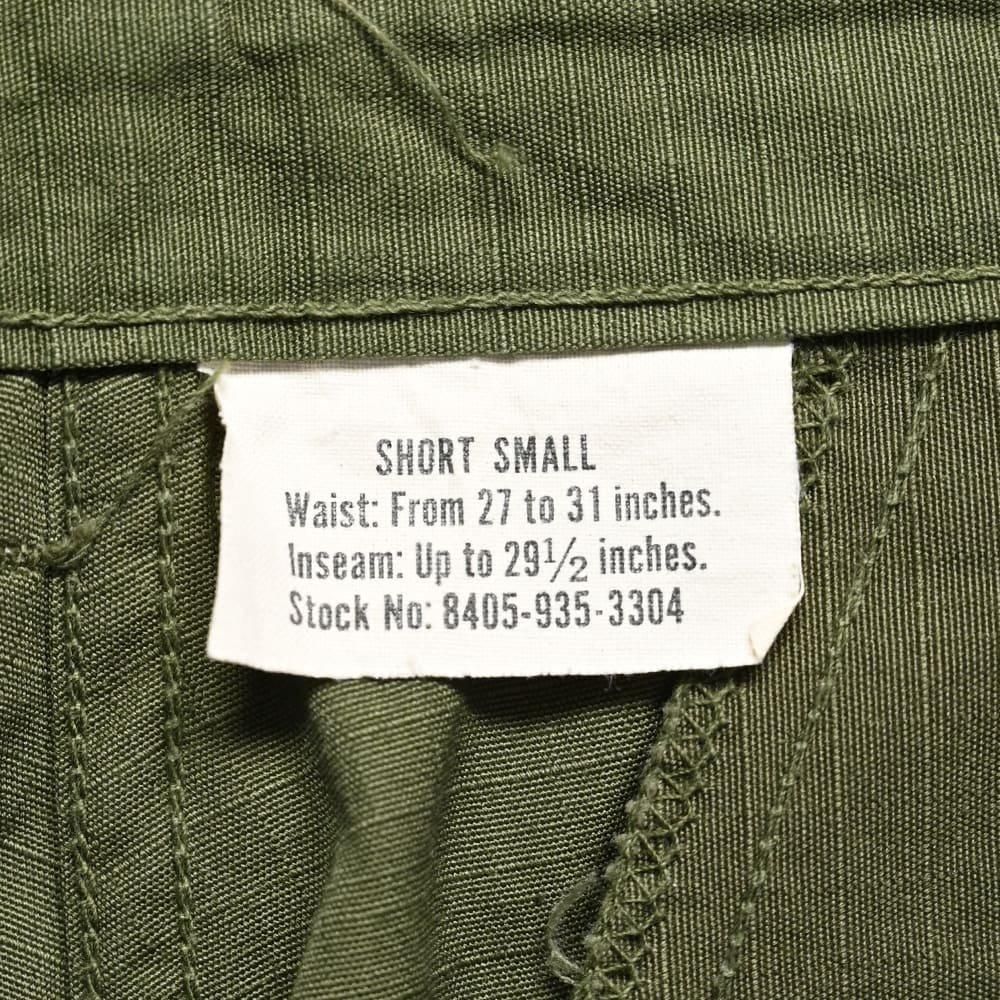 SHORT SMALL
Waist: From 27 to 31 inches.
Inseam: Up to 29½ inches.
Stock No: 8405-935-3304